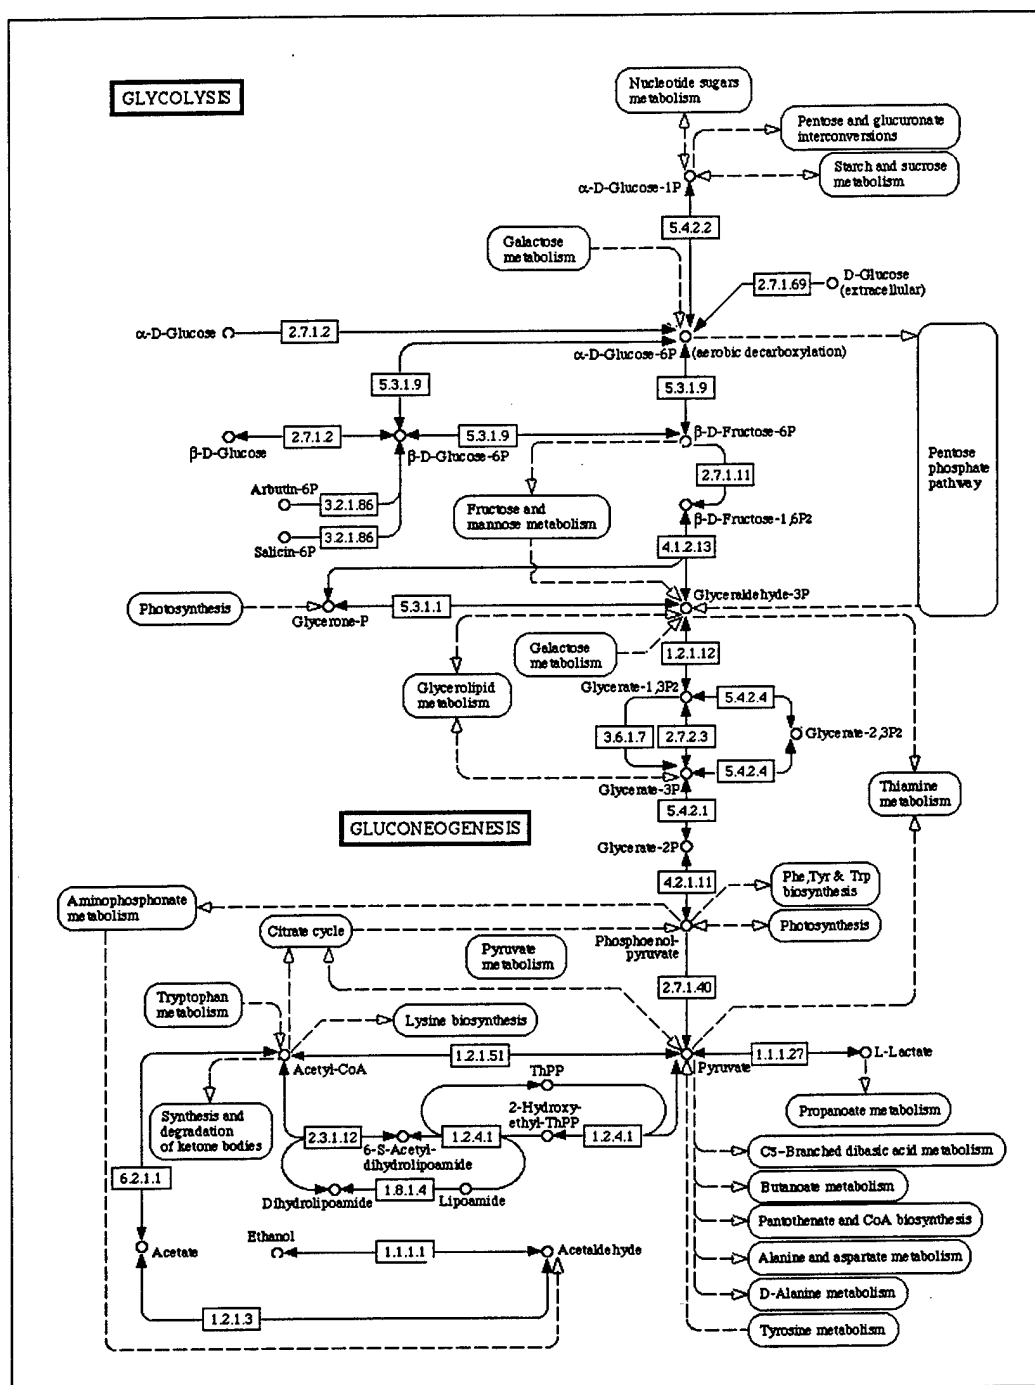 GLYCOLYSIS
Nucleotide sugars
metabolism
Pentose and glucuronate
interconversions
Starch and sucrose
metabolism
α-D-Glucose-1P
5.4.2.2
Galactose
metabolism
D-Glucose
(extracellular)
2.7.1.69
α-D-Glucose
2.7.1.2
α-D-Glucose-6P
(aerobic decarboxylation)
5.3.1.9
5.3.1.9
β-D-Glucose
2.7.1.2
β-D-Glucose-6P
5.3.1.9
β-D-Fructose-6P
Pentose
phosphate
pathway
2.7.1.11
Arbutin-6P
3.2.1.86
Fructose and
mannose metabolism
β-D-Fructose-1,6P2
Salicin-6P
3.2.1.86
4.1.2.13
Photosynthesis
Glycerone-P
5.3.1.1
Glyceraldehyde-3P
Galactose
metabolism
1.2.1.12
Glycerolipid
metabolism
Glycerate-1,3P2
5.4.2.4
3.6.1.7
2.7.2.3
Glycerate-2,3P2
5.4.2.4
Glycerate-3P
Thiamine
metabolism
5.4.2.1
GLUCONEOGENESIS
Glycerate-2P
4.2.1.11
Phe,Tyr & Trp
biosynthesis
Aminophosphonate
metabolism
Citrate cycle
Photosynthesis
Phosphoenol-
pyruvate
Pyruvate
metabolism
2.7.1.40
Tryptophan
metabolism
Lysine biosynthesis
Acetyl-CoA
1.2.1.51
Pyruvate
1.1.1.27
L-Lactate
ThPP
Propanoate metabolism
Synthesis and
degradation
of ketone bodies
2-Hydroxy-
ethyl-ThPP
2.3.1.12
1.2.4.1
1.2.4.1
6-S-Acetyl-
dihydrolipoamide
C5-Branched dibasic acid metabolism
6.2.1.1
Dihydrolipoamide
1.8.1.4
Lipoamide
Butanoate metabolism
Pantothenate and CoA biosynthesis
Acetate
Ethanol
1.1.1.1
Acetaldehyde
Alanine and aspartate metabolism
D-Alanine metabolism
1.2.1.3
Tyrosine metabolism